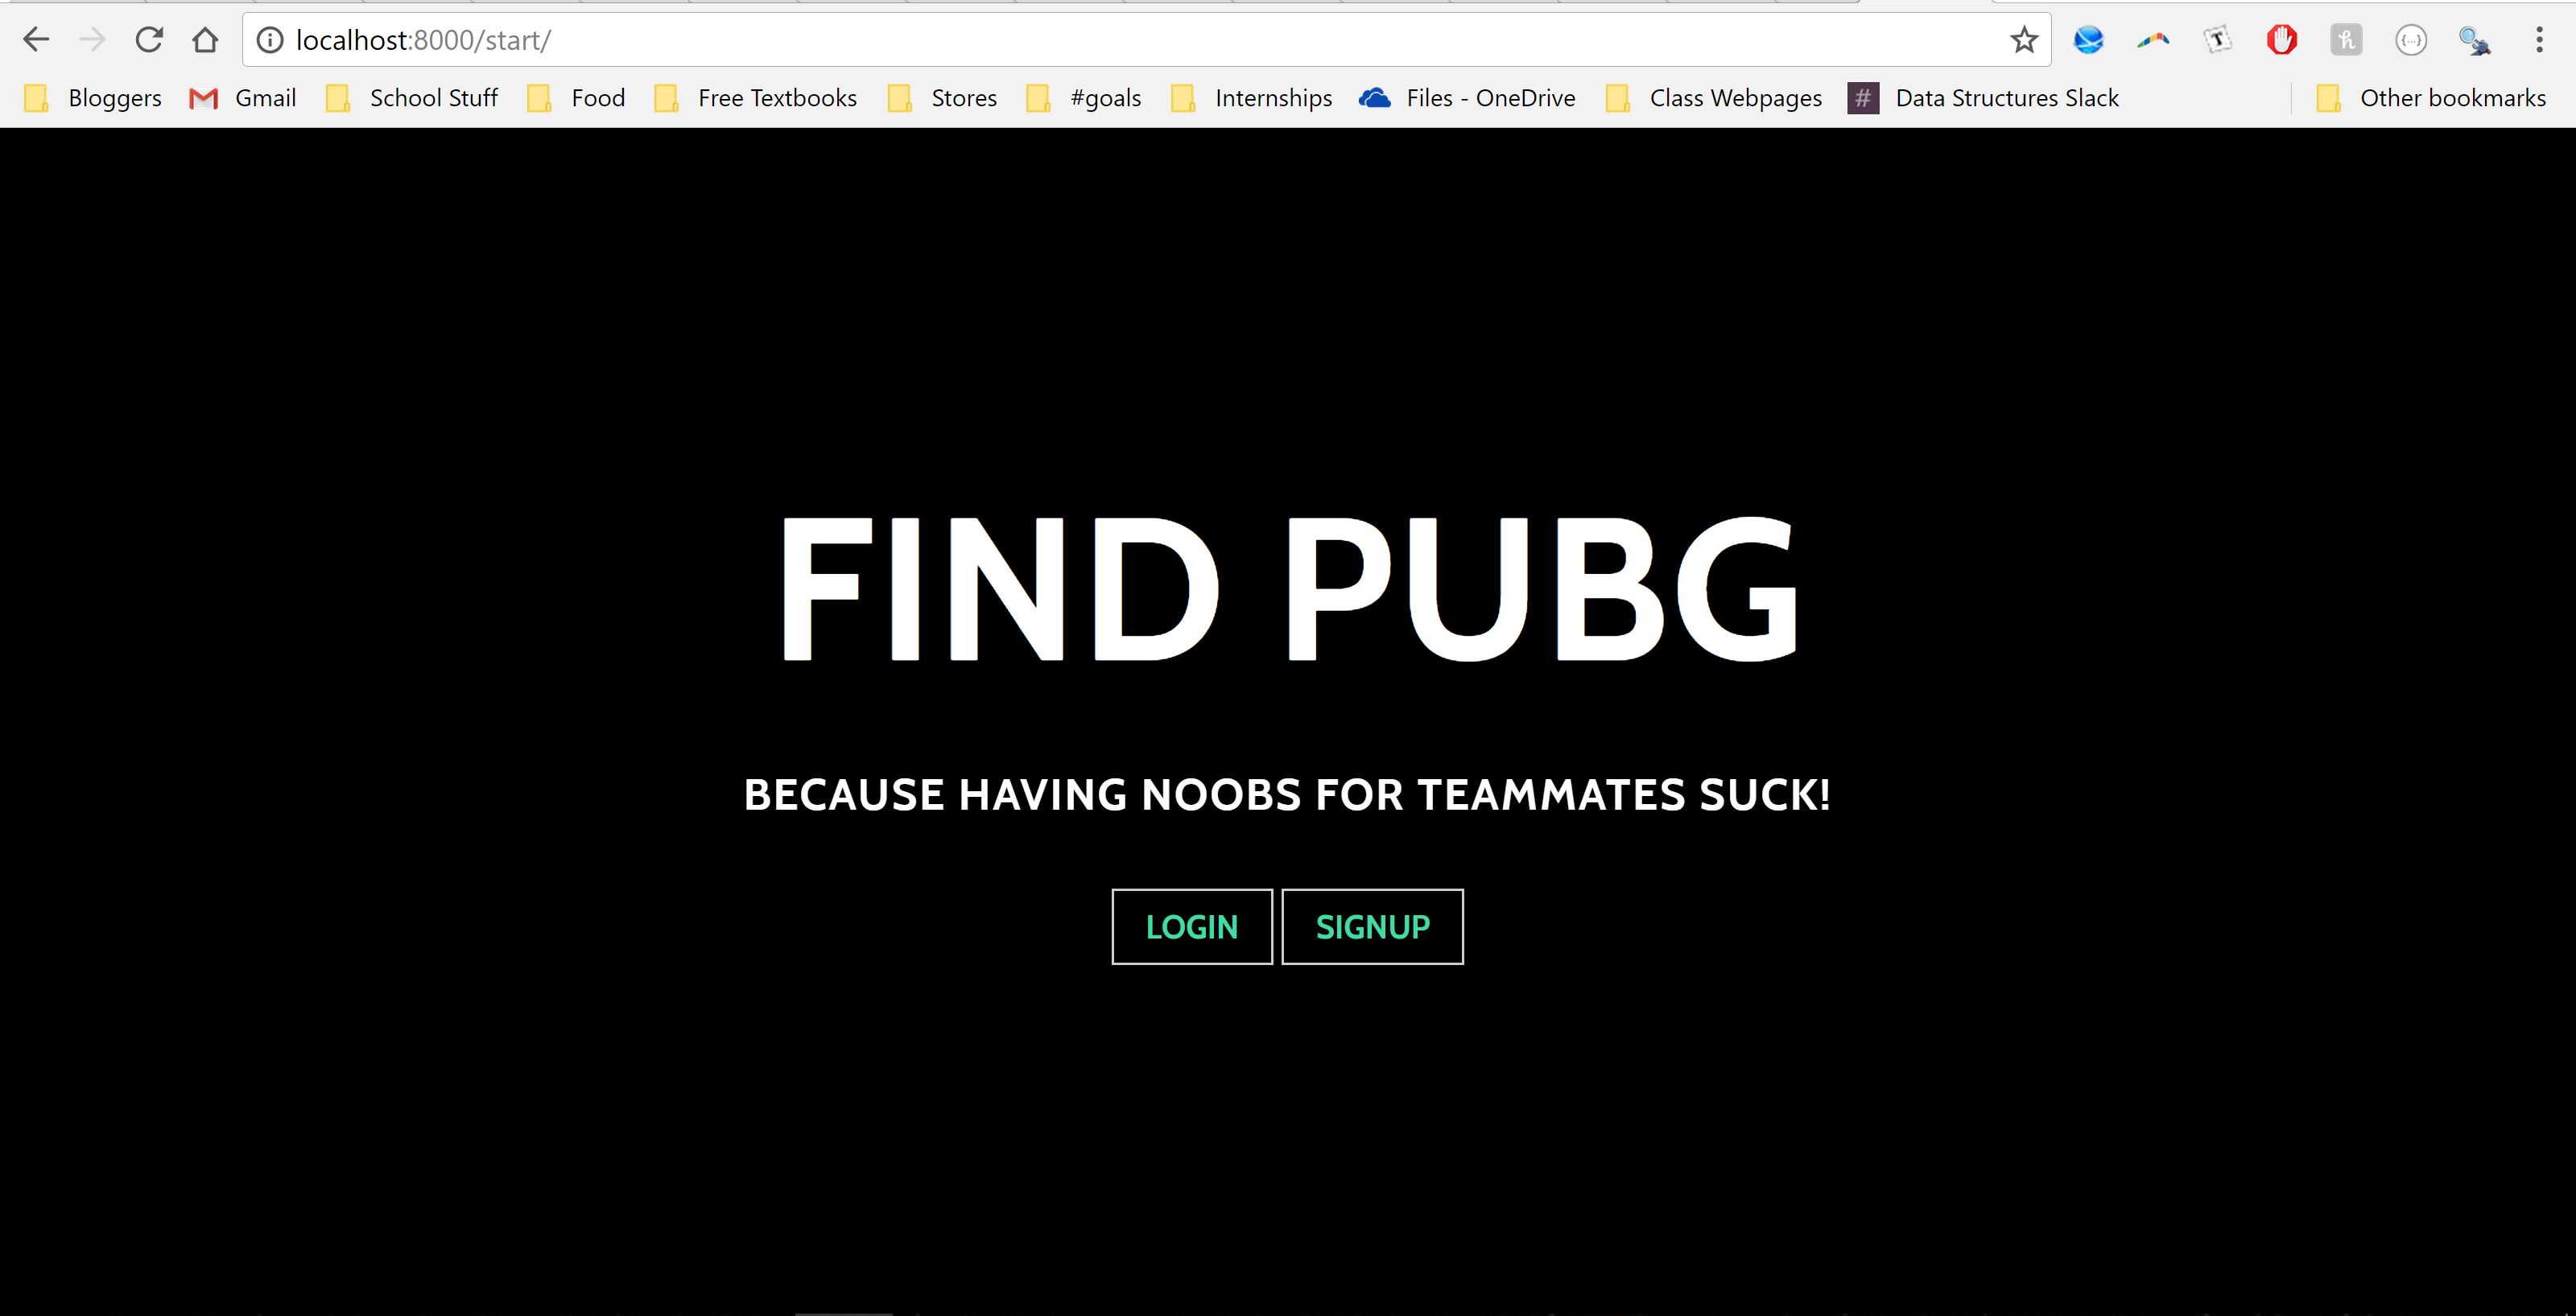 localhost:8000/start/
Bloggers Gmail School Stuff Food Free Textbooks Stores #goals Internships Files - OneDrive Class Webpages # Data Structures Slack Other bookmarks
FIND PUBG
BECAUSE HAVING NOOBS FOR TEAMMATES SUCK!
LOGIN SIGNUP